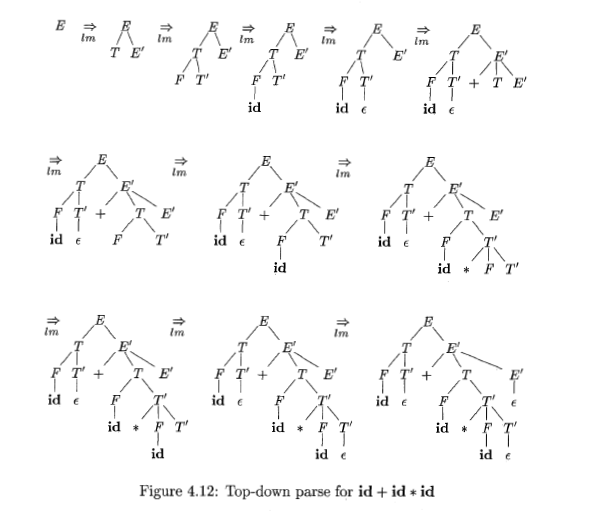 E ⇒ E ⇒ E ⇒ E ⇒ E ⇒ E
lm lm lm lm lm
T E' T E' T E' T E' T E'
F T' F T' F T' F T' + T E'
id id ϵ id ϵ
⇒ E ⇒ E ⇒ E
lm lm lm
T E' T E' T E'
F T' + T E' F T' + T E' F T' + T E'
id ϵ F T' id ϵ F T' id ϵ F T'
id id * F T'
⇒ E ⇒ E ⇒ E
lm lm lm
T E' T E' T E'
F T' + T E' F T' + T E' F T' + T E'
id ϵ F T' id ϵ F T' id ϵ F T' ϵ
id * F T' id * F T' id * F T'
id id ϵ id ϵ
Figure 4.12: Top-down parse for id + id * id